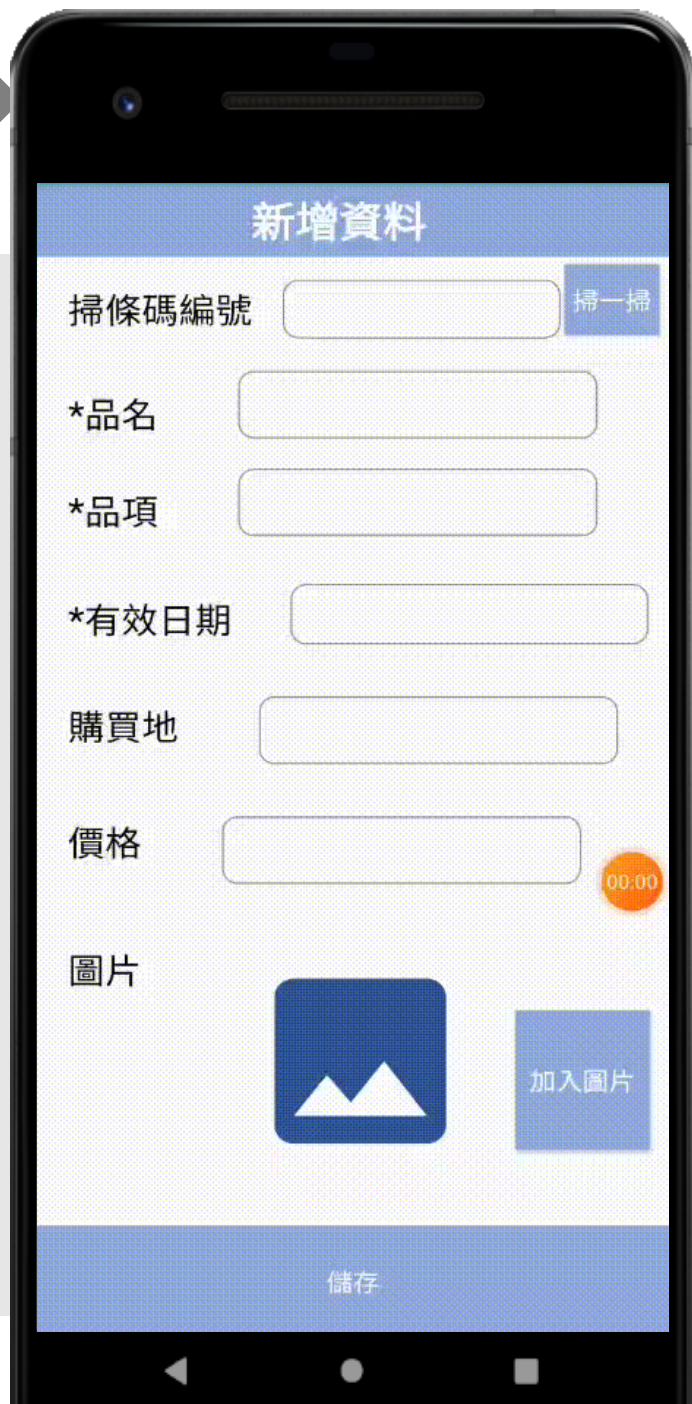 新增資料
掃條碼編號
掃一掃
*品名
*品項
*有效日期
購買地
價格
00:00
圖片
加入圖片
儲存